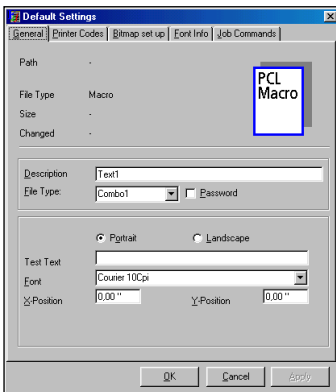 Default Settings
General Printer Codes Bitmap set up Font Info Job Commands
Path -
PCL
Macro
File Type Macro
Size -
Changed -
Description Text1
File Type: Combo1 Password
Portrait Landscape
Test Text
Font Courier 10Cpi
X-Position 0,00 " Y-Position 0,00 "
OK Cancel Apply